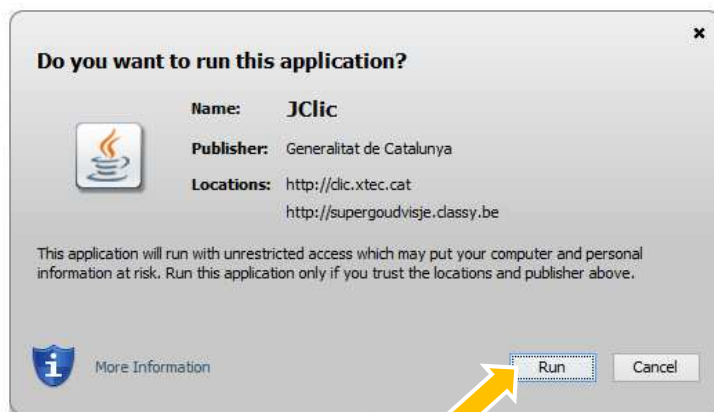 Do you want to run this application?
Name: JClic
Publisher: Generalitat de Catalunya
Locations: http://clic.xtec.cat
http://supergoudvisje.classy.be
This application will run with unrestricted access which may put your computer and personal
information at risk. Run this application only if you trust the locations and publisher above.
More Information
Run
Cancel